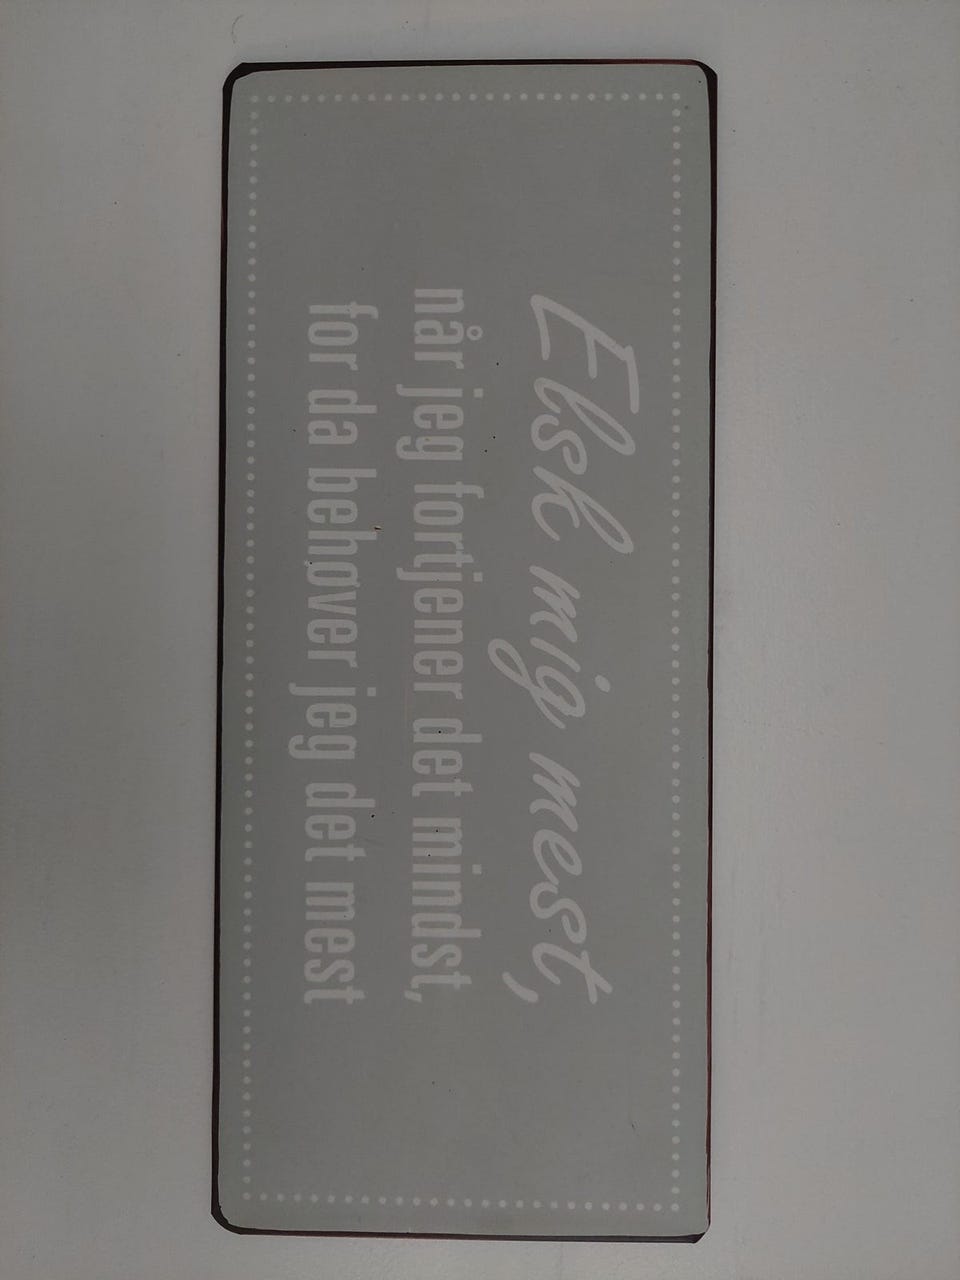 Elsk mig mest,
når jeg fortjener det mindst,
for da behøver jeg det mest